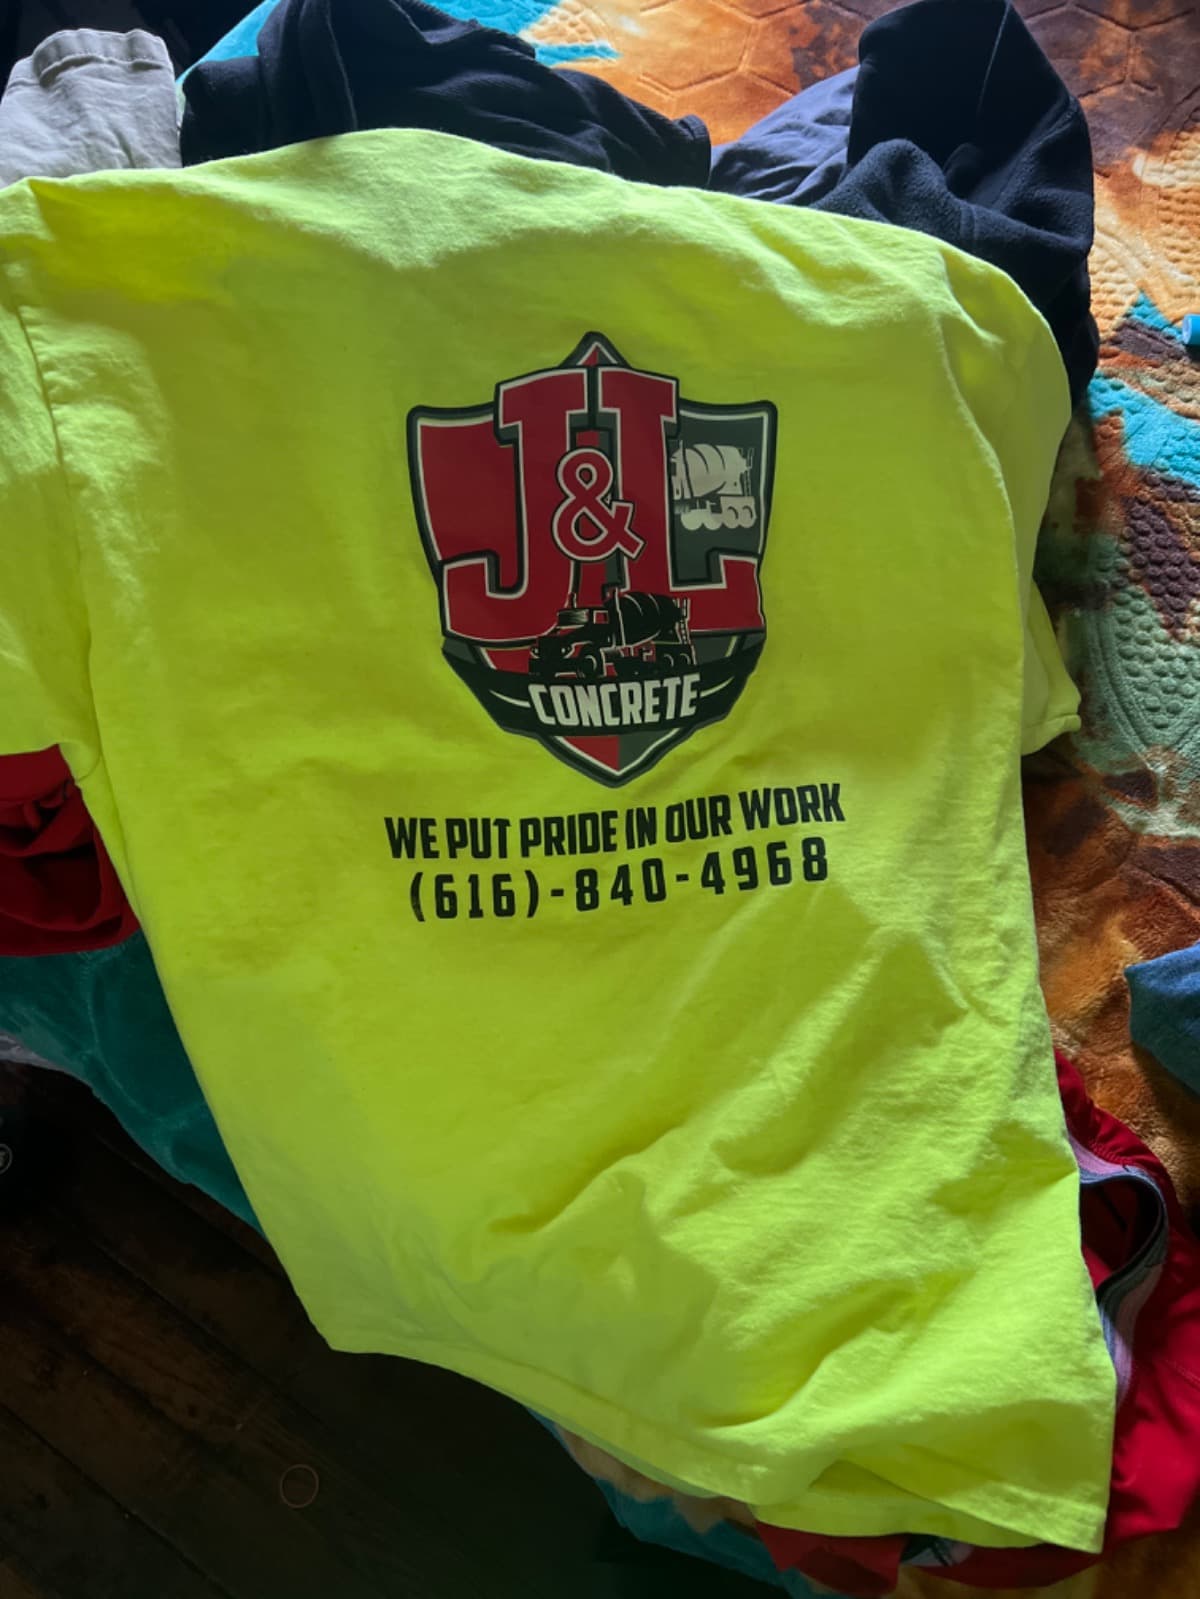 J&L
CONCRETE
WE PUT PRIDE IN OUR WORK
(616)-840-4968